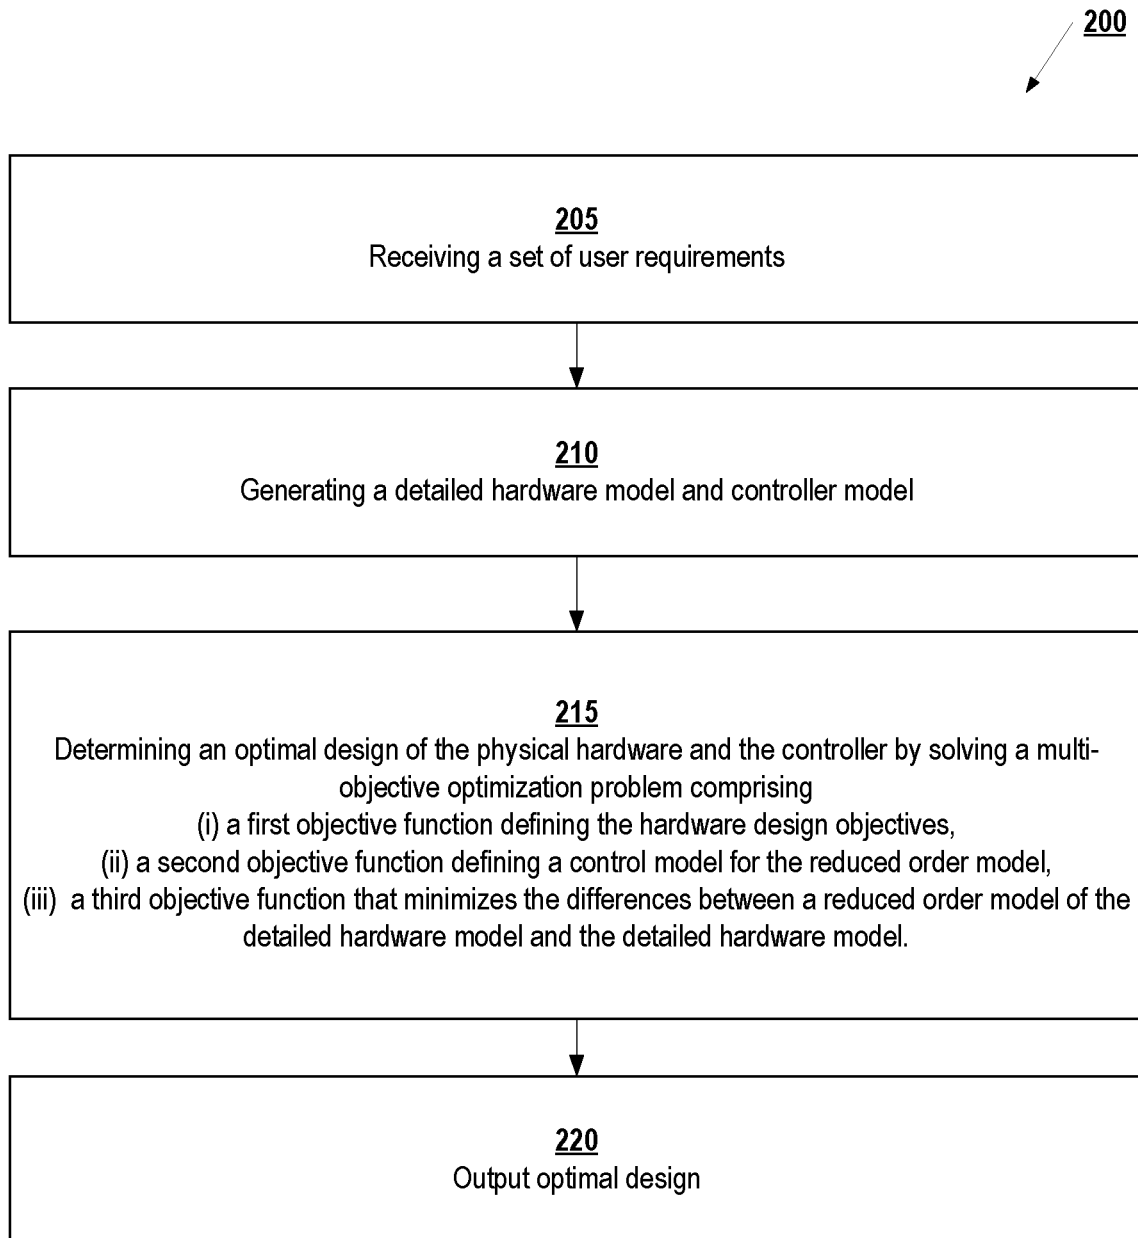 200
205
Receiving a set of user requirements
210
Generating a detailed hardware model and controller model
215
Determining an optimal design of the physical hardware and the controller by solving a multi-
objective optimization problem comprising
(i) a first objective function defining the hardware design objectives,
(ii) a second objective function defining a control model for the reduced order model,
(iii) a third objective function that minimizes the differences between a reduced order model of the
detailed hardware model and the detailed hardware model.
220
Output optimal design